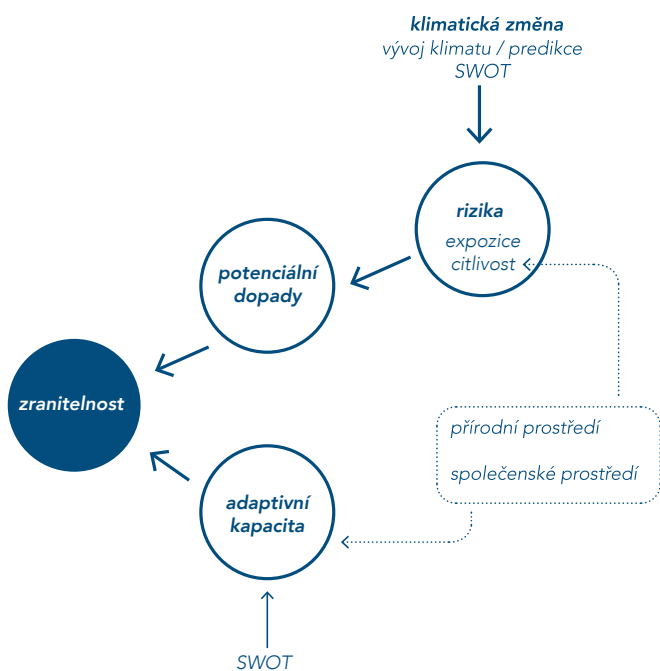 klimatická změna
vývoj klimatu / predikce
SWOT
rizika
expozice
citlivost
potenciální
dopady
zranitelnost
přírodní prostředí
společenské prostředí
adaptivní
kapacita
SWOT